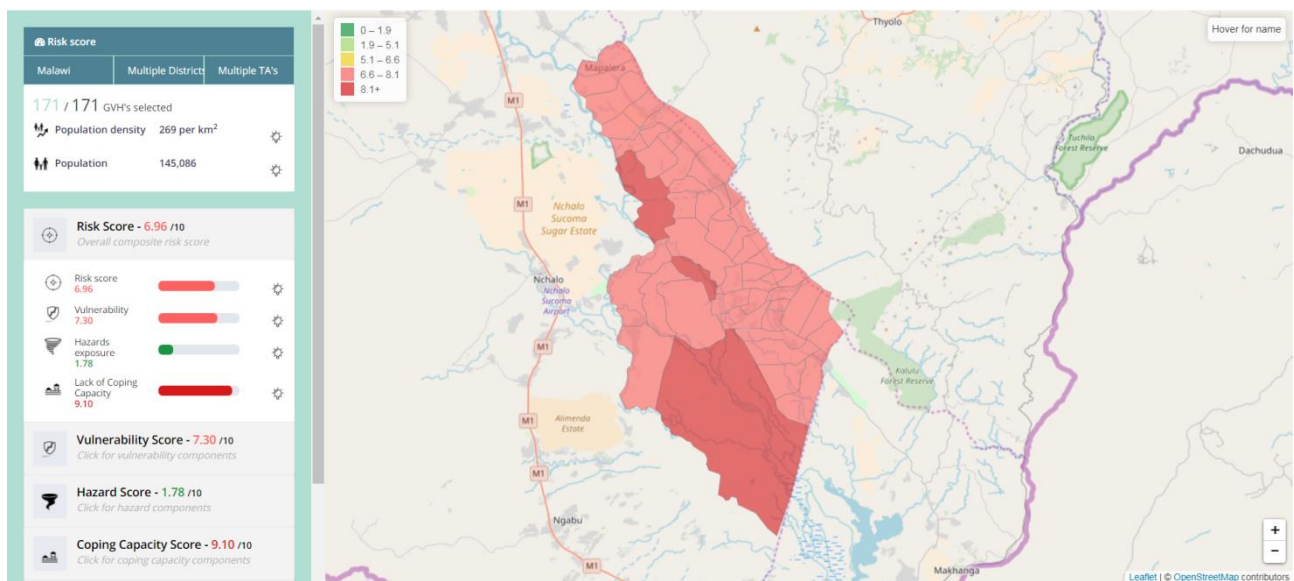 Risk score
Malawi
Multiple Districts
Multiple TA's
171 / 171 GVH's selected
Population density 269 per km²
Population 145,086
Risk Score - 6.96 /10
Overall composite risk score
Risk score
6.96
Vulnerability
7.30
Hazards
exposure
1.78
Lack of Coping
Capacity
9.10
Vulnerability Score - 7.30 /10
Click for vulnerability components
Hazard Score - 1.78 /10
Click for hazard components
Coping Capacity Score - 9.10 /10
Click for coping capacity components
0 – 1.9
1.9 – 5.1
5.1 – 6.6
6.6 – 8.1
8.1+
Hover for name
Thyolo
Mapalera
M1
Tuchila
Forest Reserve
Dachudua
M1
Nchalo
Sucoma
Sugar Estate
Nchalo
Nchalo
Sucoma
Airport
M1
Kalulu
Forest Reserve
M1
Alimenda
Estate
M1
Ngabu
M1
Makhanga
+
−
Leaflet | © OpenStreetMap contributors